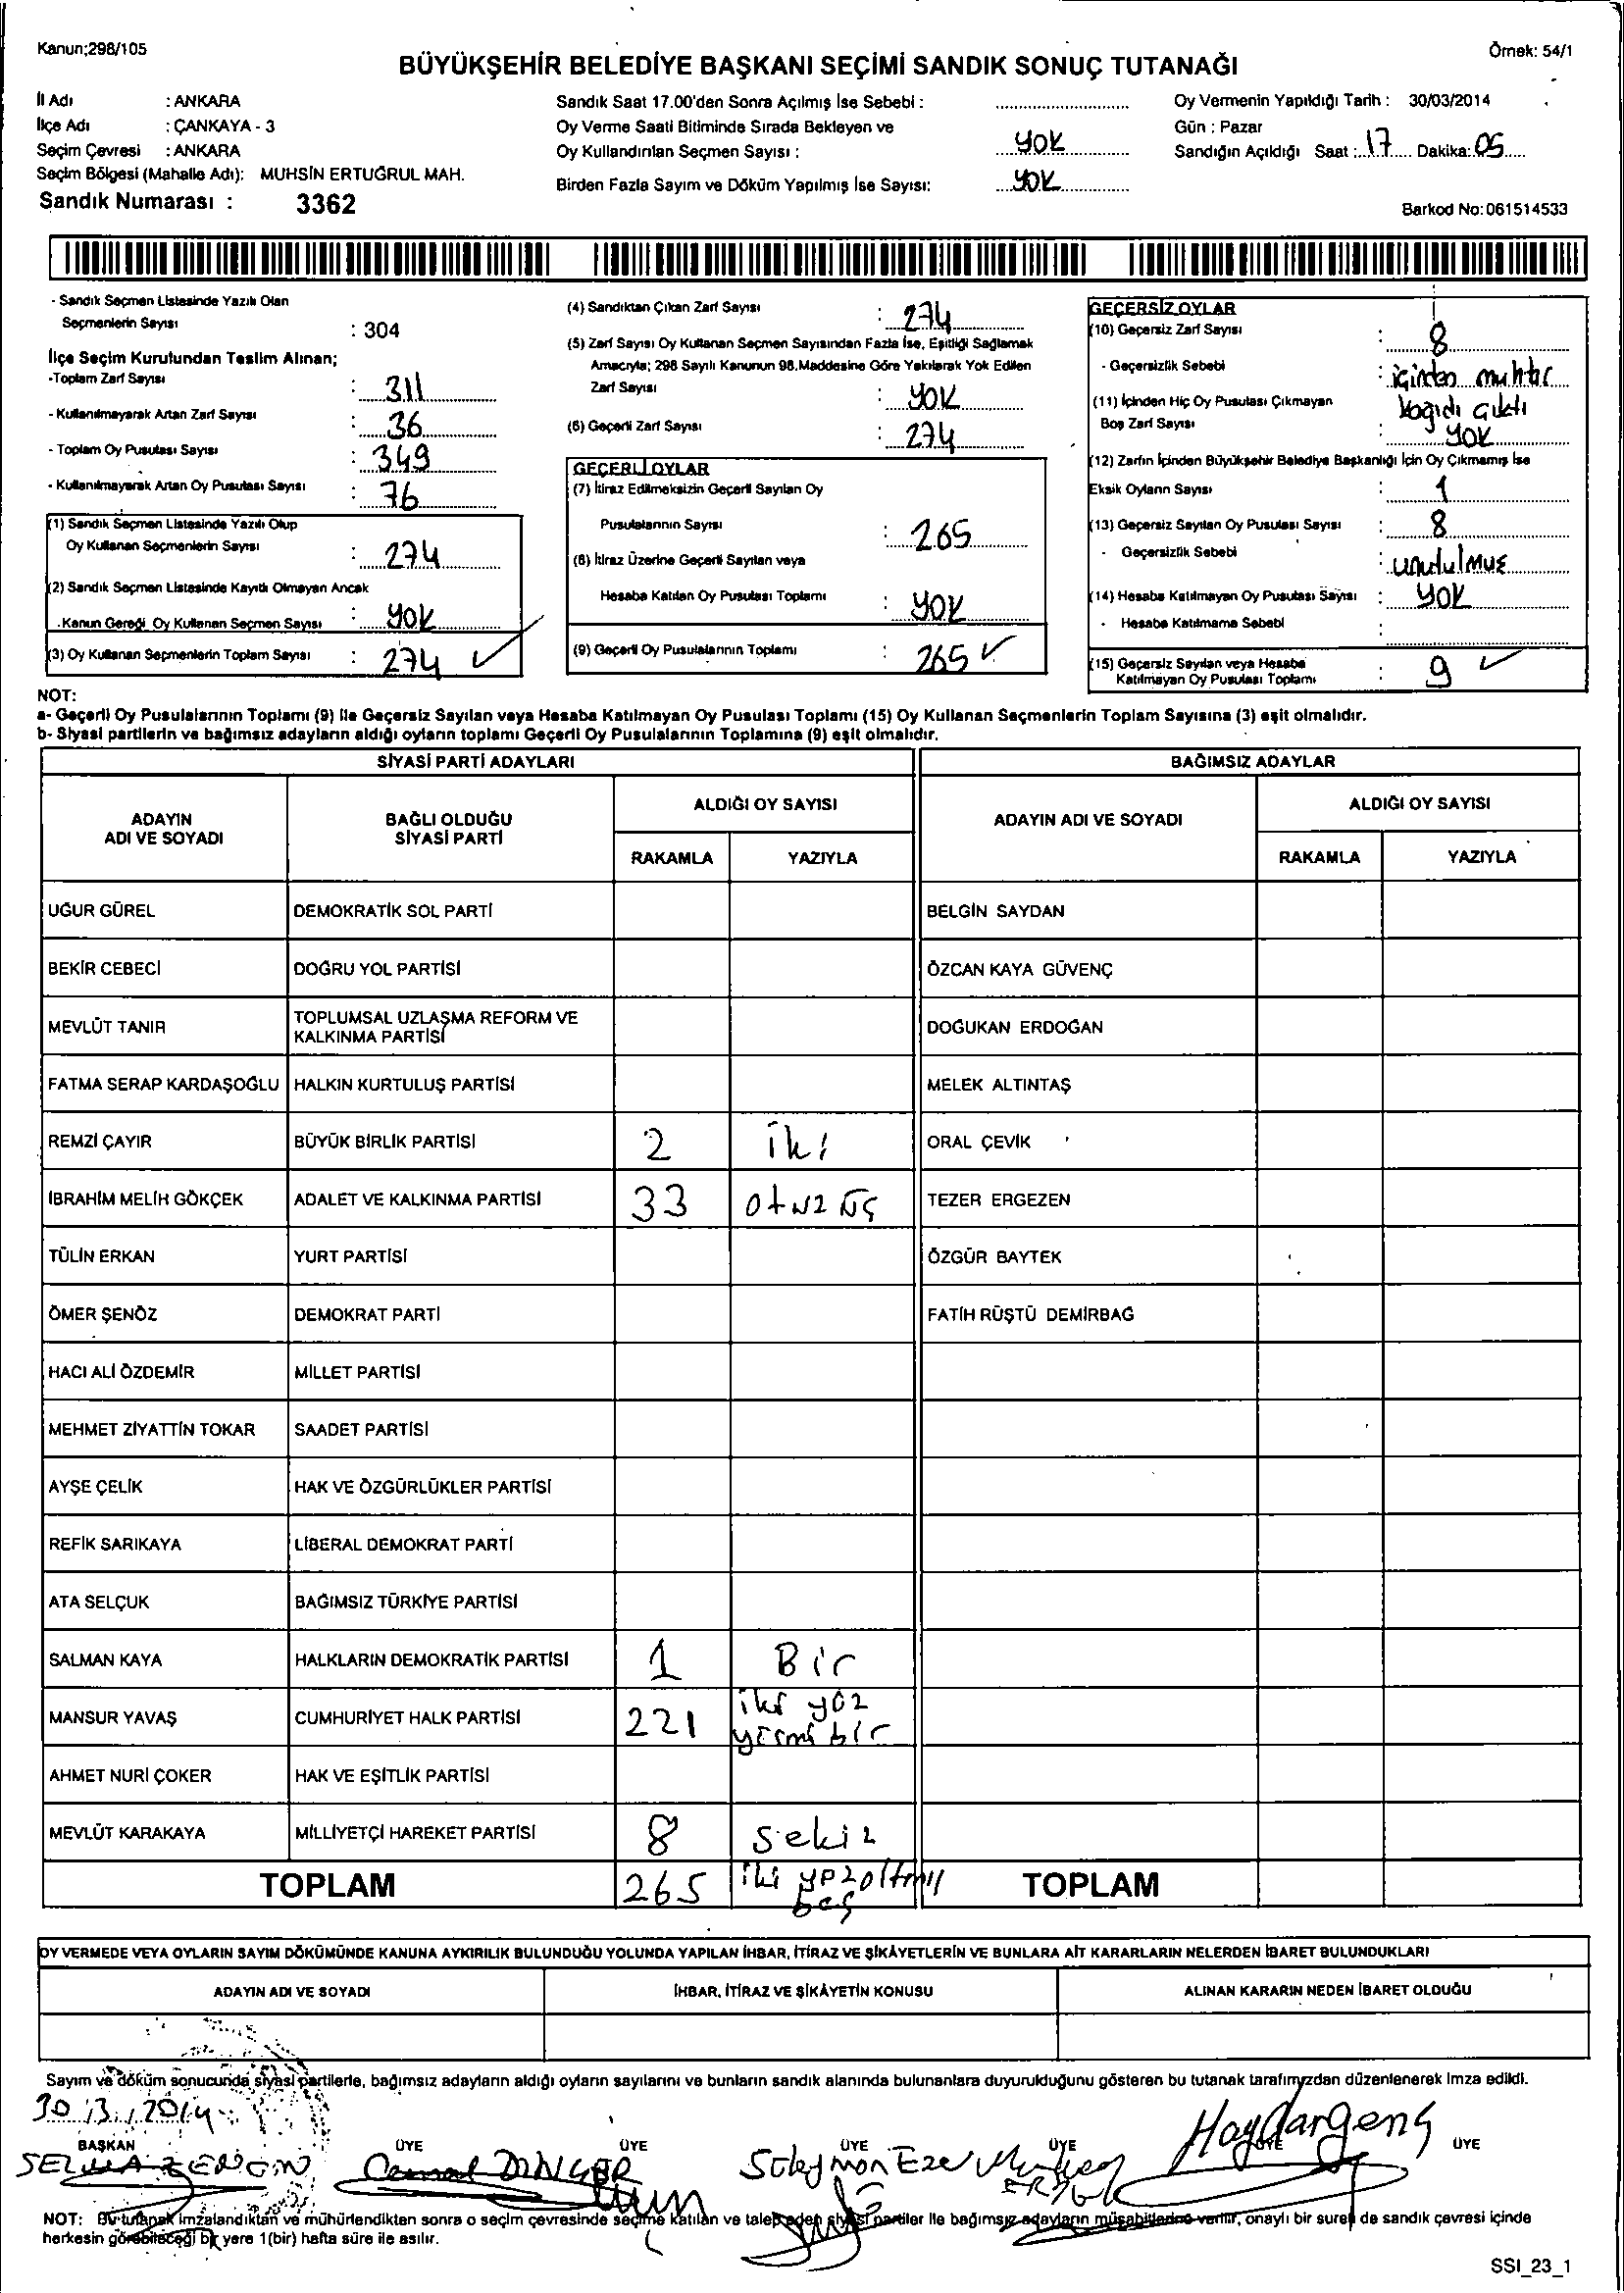 Kanun;298/105
Örnek: 54/1
BÜYÜKŞEHİR BELEDİYE BAŞKANI SEÇİMİ SANDIK SONUÇ TUTANAĞI
İl Adı : ANKARA
İlçe Adı : ÇANKAYA - 3
Seçim Çevresi : ANKARA
Seçim Bölgesi (Mahalle Adı): MUHSİN ERTUĞRUL MAH.
Sandık Numarası : 3362
Sandık Saat 17.00'den Sonra Açılmış İse Sebebi :
Oy Verme Saati Bitiminde Sırada Bekleyen ve
Oy Kullandırılan Seçmen Sayısı : YOK
Birden Fazla Sayım ve Döküm Yapılmış İse Sayısı: YOK
Oy Vermenin Yapıldığı Tarih : 30/03/2014
Gün : Pazar
Sandığın Açıldığı Saat : 17 Dakika: 05
Barkod No:061514533
- Sandık Seçmen Listesinde Yazılı Olan
Seçmenlerin Sayısı : 304
İlçe Seçim Kurulundan Teslim Alınan;
-Toplam Zarf Sayısı : 311
- Kullanılmayarak Artan Zarf Sayısı : 36
- Toplam Oy Pusulası Sayısı : 349
- Kullanılmayarak Artan Oy Pusulası Sayısı : 76
(1) Sandık Seçmen Listesinde Yazılı Olup
Oy Kullanan Seçmenlerin Sayısı : 274
(2) Sandık Seçmen Listesinde Kayıtlı Olmayan Ancak
.Kanun Gereği Oy Kullanan Seçmen Sayısı : YOK
(3) Oy Kullanan Seçmenlerin Toplam Sayısı : 274 ✓
(4) Sandıktan Çıkan Zarf Sayısı : 274
(5) Zarf Sayısı Oy Kullanan Seçmen Sayısından Fazla İse, Eşitliği Sağlamak
Amacıyla; 298 Sayılı Kanunun 98.Maddesine Göre Yakılarak Yok Edilen
Zarf Sayısı : YOK
(6) Geçerli Zarf Sayısı : 274
GEÇERLİ OYLAR
(7) İtiraz Edilmeksizin Geçerli Sayılan Oy
Pusulalarının Sayısı : 265
(8) İtiraz Üzerine Geçerli Sayılan veya
Hesaba Katılan Oy Pusulası Toplamı : YOK
(9) Geçerli Oy Pusulalarının Toplamı : 265 ✓
GEÇERSİZ OYLAR
(10) Geçersiz Zarf Sayısı : 8
- Geçersizlik Sebebi : içinden muhtar
kağıdı çıktı
(11) İçinden Hiç Oy Pusulası Çıkmayan
Boş Zarf Sayısı : YOK
(12) Zarfın İçinden Büyükşehir Belediye Başkanlığı İçin Oy Çıkmamış İse
Eksik Oyların Sayısı : 1
(13) Geçersiz Sayılan Oy Pusulası Sayısı : 8
- Geçersizlik Sebebi : unutulmuş
(14) Hesaba Katılmayan Oy Pusulası Sayısı : YOK
- Hesaba Katılmama Sebebi :
(15) Geçersiz Sayılan veya Hesaba
Katılmayan Oy Pusulası Toplamı : 9 ✓
NOT:
a- Geçerli Oy Pusulalarının Toplamı (9) ile Geçersiz Sayılan veya Hesaba Katılmayan Oy Pusulası Toplamı (15) Oy Kullanan Seçmenlerin Toplam Sayısına (3) eşit olmalıdır.
b- Siyasi partilerin ve bağımsız adayların aldığı oyların toplamı Geçerli Oy Pusulalarının Toplamına (9) eşit olmalıdır.
SİYASİ PARTİ ADAYLARI
BAĞIMSIZ ADAYLAR
ADAYIN ADI VE SOYADI
BAĞLI OLDUĞU SİYASİ PARTİ
ALDIĞI OY SAYISI
RAKAMLA YAZIYLA
ADAYIN ADI VE SOYADI
ALDIĞI OY SAYISI
RAKAMLA YAZIYLA
UĞUR GÜREL DEMOKRATİK SOL PARTİ BELGİN SAYDAN
BEKİR CEBECİ DOĞRU YOL PARTİSİ ÖZCAN KAYA GÜVENÇ
MEVLÜT TANIR TOPLUMSAL UZLAŞMA REFORM VE KALKINMA PARTİSİ DOĞUKAN ERDOĞAN
FATMA SERAP KARDAŞOĞLU HALKIN KURTULUŞ PARTİSİ MELEK ALTINTAŞ
REMZİ ÇAYIR BÜYÜK BİRLİK PARTİSİ 2 iki ORAL ÇEVİK
İBRAHİM MELİH GÖKÇEK ADALET VE KALKINMA PARTİSİ 33 otuz üç TEZER ERGEZEN
TÜLİN ERKAN YURT PARTİSİ ÖZGÜR BAYTEK
ÖMER ŞENÖZ DEMOKRAT PARTİ FATİH RÜŞTÜ DEMİRBAĞ
HACI ALİ ÖZDEMİR MİLLET PARTİSİ
MEHMET ZİYATTİN TOKAR SAADET PARTİSİ
AYŞE ÇELİK HAK VE ÖZGÜRLÜKLER PARTİSİ
REFİK SARIKAYA LİBERAL DEMOKRAT PARTİ
ATA SELÇUK BAĞIMSIZ TÜRKİYE PARTİSİ
SALMAN KAYA HALKLARIN DEMOKRATİK PARTİSİ 1 Bir
MANSUR YAVAŞ CUMHURİYET HALK PARTİSİ 221 iki yüz yirmi bir
AHMET NURİ ÇOKER HAK VE EŞİTLİK PARTİSİ
MEVLÜT KARAKAYA MİLLİYETÇİ HAREKET PARTİSİ 8 Sekiz
TOPLAM 265 iki yüz altmış beş TOPLAM
OY VERMEDE VEYA OYLARIN SAYIM DÖKÜMÜNDE KANUNA AYKIRILIK BULUNDUĞU YOLUNDA YAPILAN İHBAR, İTİRAZ VE ŞİKÂYETLERİN VE BUNLARA AİT KARARLARIN NELERDEN İBARET BULUNDUKLARI
ADAYIN ADI VE SOYADI İHBAR, İTİRAZ VE ŞİKÂYETİN KONUSU ALINAN KARARIN NEDEN İBARET OLDUĞU
Sayım ve döküm sonucunda siyasi partilerle, bağımsız adayların aldığı oyların sayılarını ve bunların sandık alanında bulunanlara duyurulduğunu gösteren bu tutanak tarafımızdan düzenlenerek imza edildi.
30/3/2014
BAŞKAN ÜYE ÜYE ÜYE ÜYE ÜYE ÜYE
Cemal DİNÇER Süleyman Haydar genç
NOT: Bu tutanak imzalandıktan ve mühürlendikten sonra o seçim çevresinde seçime katılan ve talep eden siyasi partiler ile bağımsız adayların müşahitlerine verilir, onaylı bir sureti de sandık çevresi içinde
herkesin görebileceği bir yere 1(bir) hafta süre ile asılır.
SSI_23_1